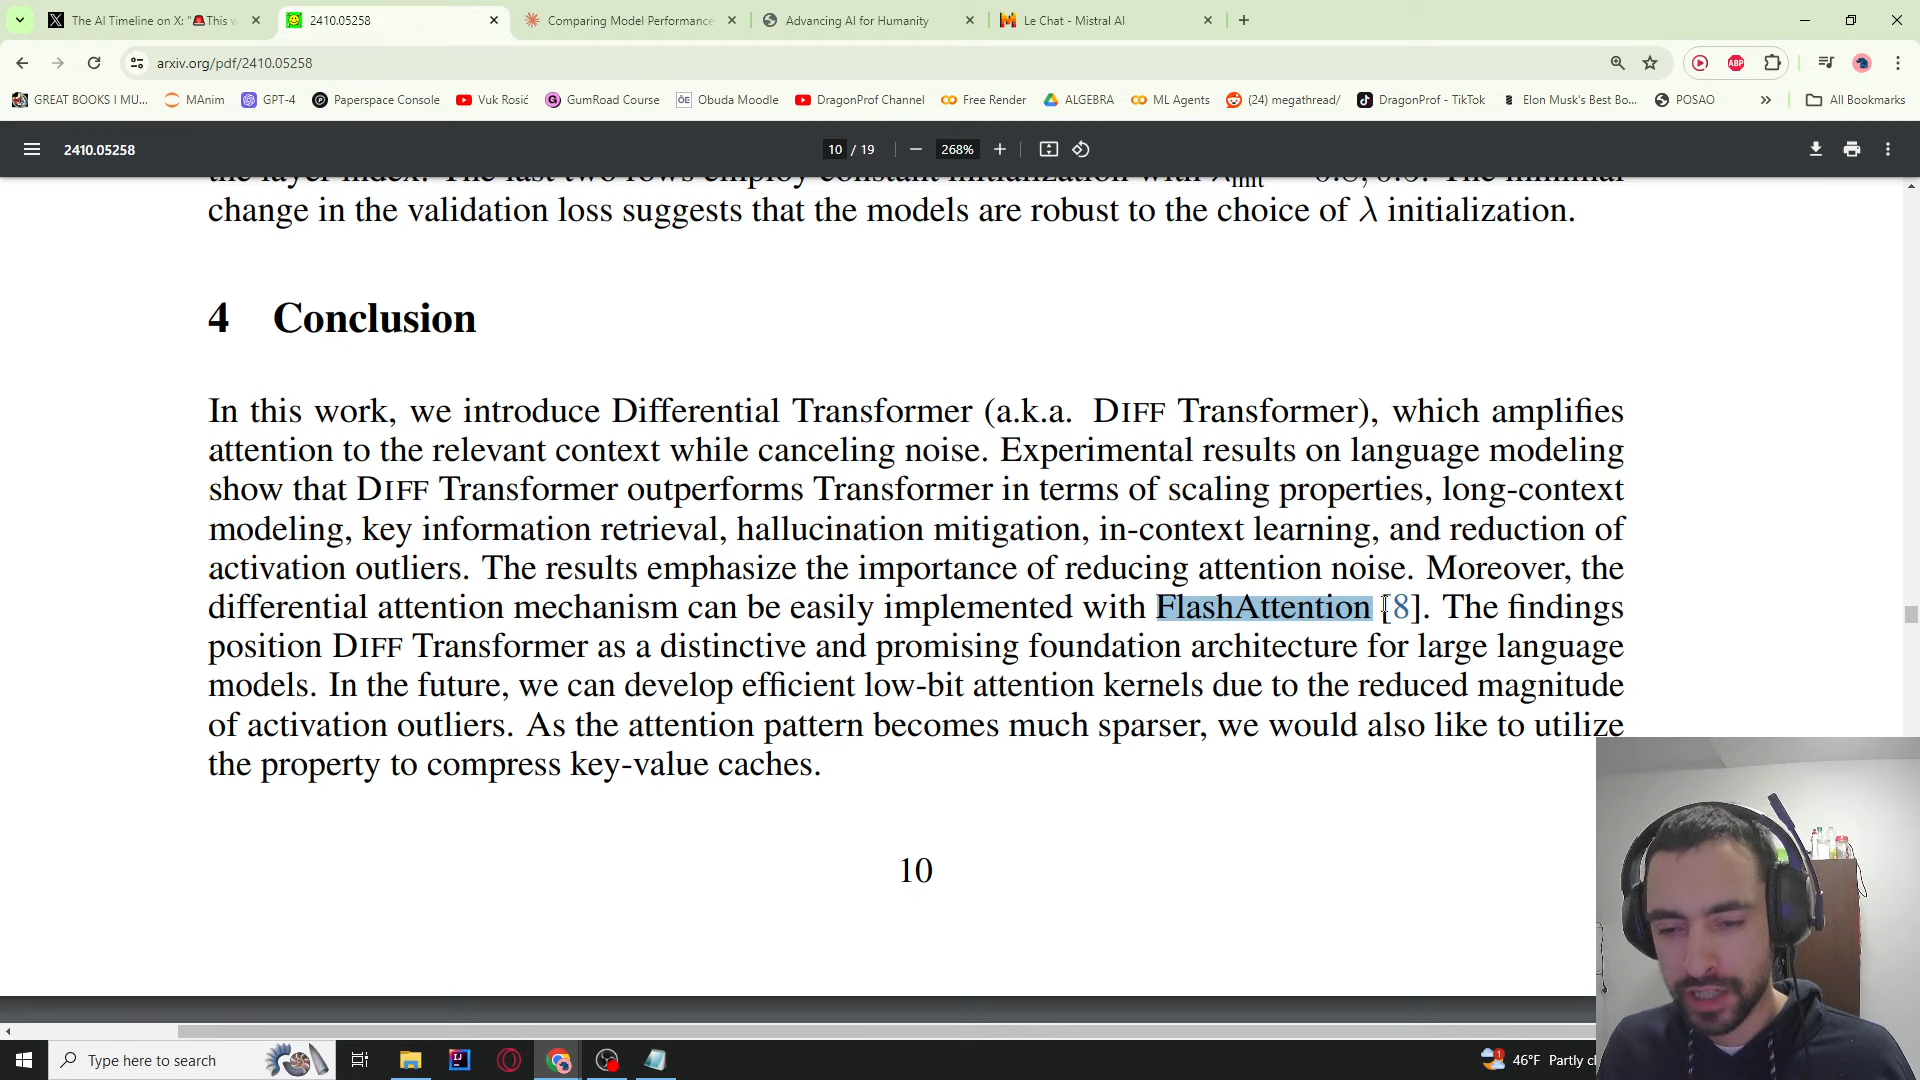 The AI Timeline on X: "🚨This w
2410.05258
Comparing Model Performance
Advancing AI for Humanity
Le Chat - Mistral AI
arxiv.org/pdf/2410.05258
ABP
GREAT BOOKS I MU...
MAnim
GPT-4
Paperspace Console
Vuk Rosić
GumRoad Course
Obuda Moodle
DragonProf Channel
Free Render
ALGEBRA
ML Agents
(24) megathread/
DragonProf - TikTok
Elon Musk's Best Bo...
POSAO
All Bookmarks
2410.05258
10 / 19
268%
change in the validation loss suggests that the models are robust to the choice of λ initialization.
4 Conclusion
In this work, we introduce Differential Transformer (a.k.a. DIFF Transformer), which amplifies
attention to the relevant context while canceling noise. Experimental results on language modeling
show that DIFF Transformer outperforms Transformer in terms of scaling properties, long-context
modeling, key information retrieval, hallucination mitigation, in-context learning, and reduction of
activation outliers. The results emphasize the importance of reducing attention noise. Moreover, the
differential attention mechanism can be easily implemented with FlashAttention [8]. The findings
position DIFF Transformer as a distinctive and promising foundation architecture for large language
models. In the future, we can develop efficient low-bit attention kernels due to the reduced magnitude
of activation outliers. As the attention pattern becomes much sparser, we would also like to utilize
the property to compress key-value caches.
10
Type here to search
46°F Partly